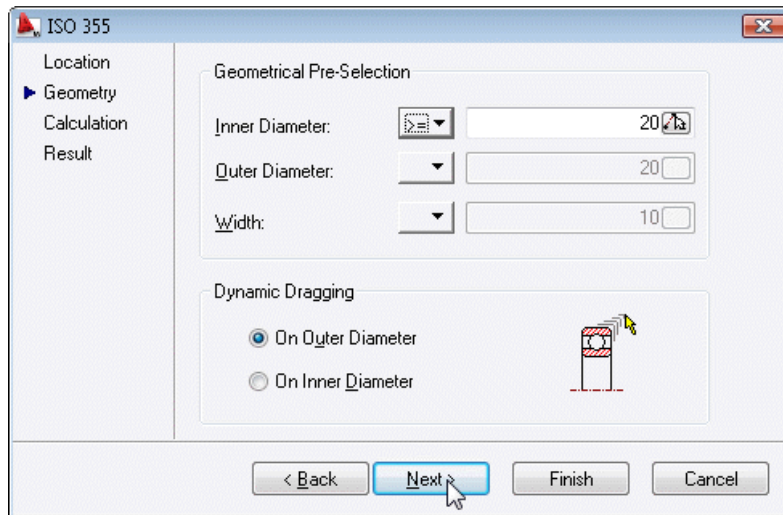 ISO 355
Location
Geometry
Calculation
Result
Geometrical Pre-Selection
Inner Diameter: >= 20
Outer Diameter: 20
Width: 10
Dynamic Dragging
On Outer Diameter
On Inner Diameter
< Back Next > Finish Cancel